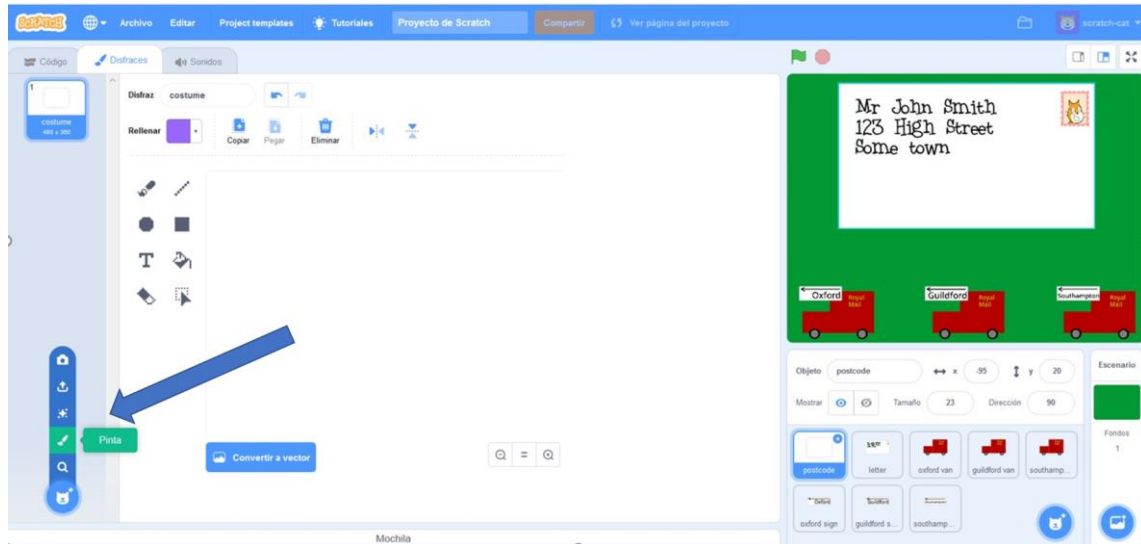 SCRATCH Archivo Editar Project templates Tutoriales Proyecto de Scratch Compartir Ver página del proyecto scratch-cat
Código Disfraces Sonidos
1
costume
480 x 360
Disfraz costume
Rellenar Copiar Pegar Eliminar
T
Pinta
Convertir a vector
Mochila
Mr John Smith
123 High Street
Some town
Oxford Royal Mail
Guildford Royal Mail
Southampton Royal Mail
Objeto postcode x -95 y 20
Mostrar Tamaño 23 Dirección 90
postcode letter oxford van guildford van southamp...
oxford sign guildford s... southamp...
Escenario
Fondos
1